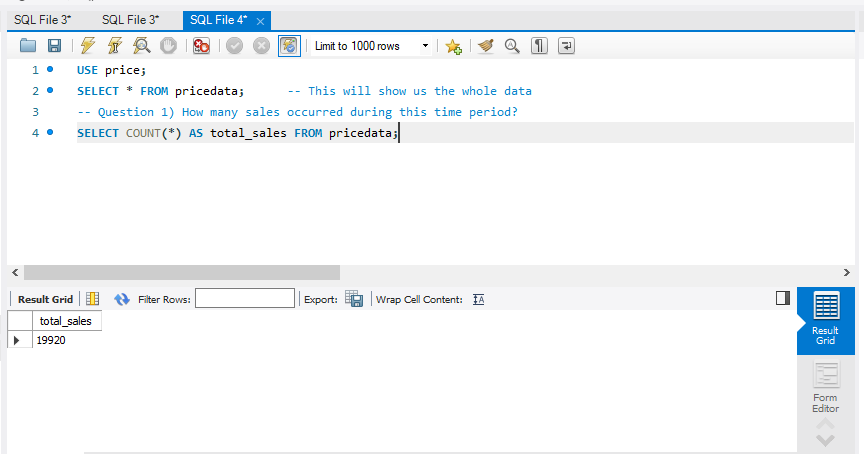 SQL File 3* SQL File 3* SQL File 4*
Limit to 1000 rows
1 USE price;
2 SELECT * FROM pricedata; -- This will show us the whole data
3 -- Question 1) How many sales occurred during this time period?
4 SELECT COUNT(*) AS total_sales FROM pricedata;
Result Grid Filter Rows: Export: Wrap Cell Content: IA
total_sales
19920
Result
Grid
Form
Editor